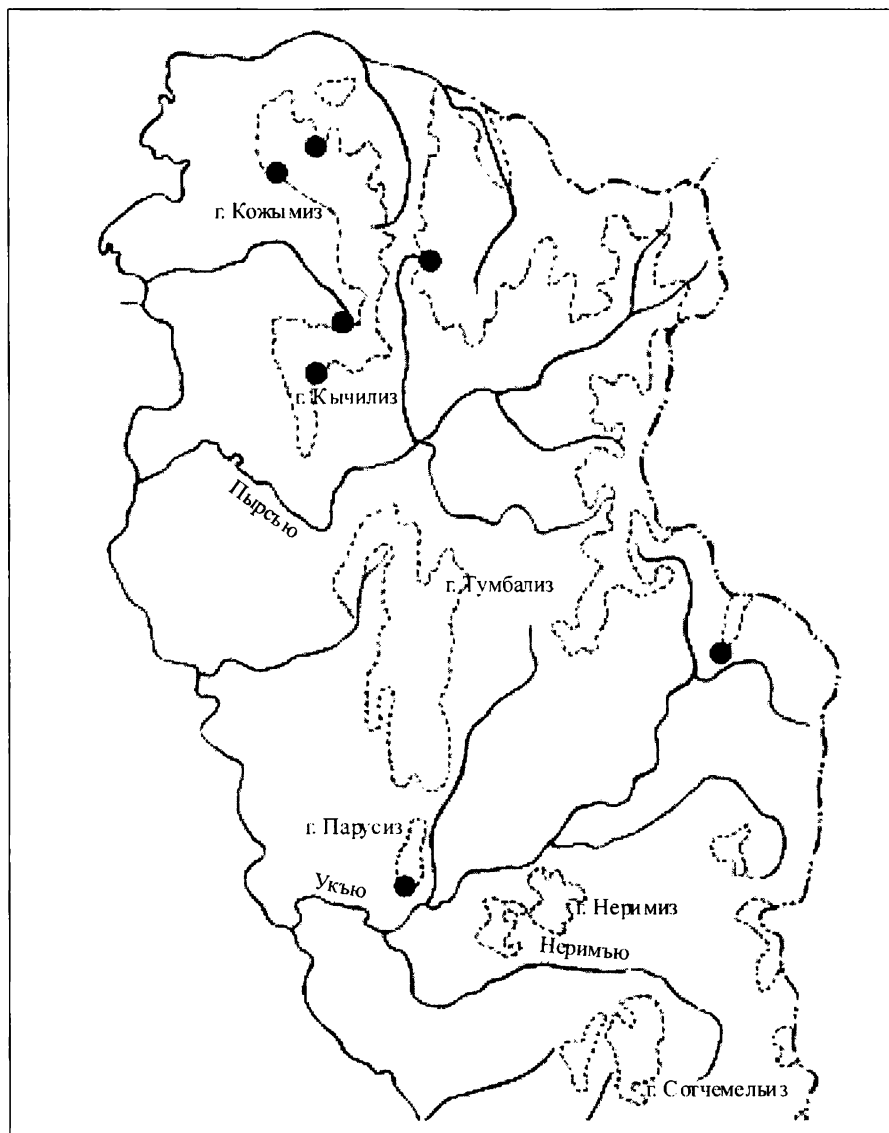 г. Кожымиз
г. Кычилиз
Пырсъю
г. Тумбализ
г. Парусиз
Укъю
г. Неримиз
Неримъю
г. Сотчемельиз